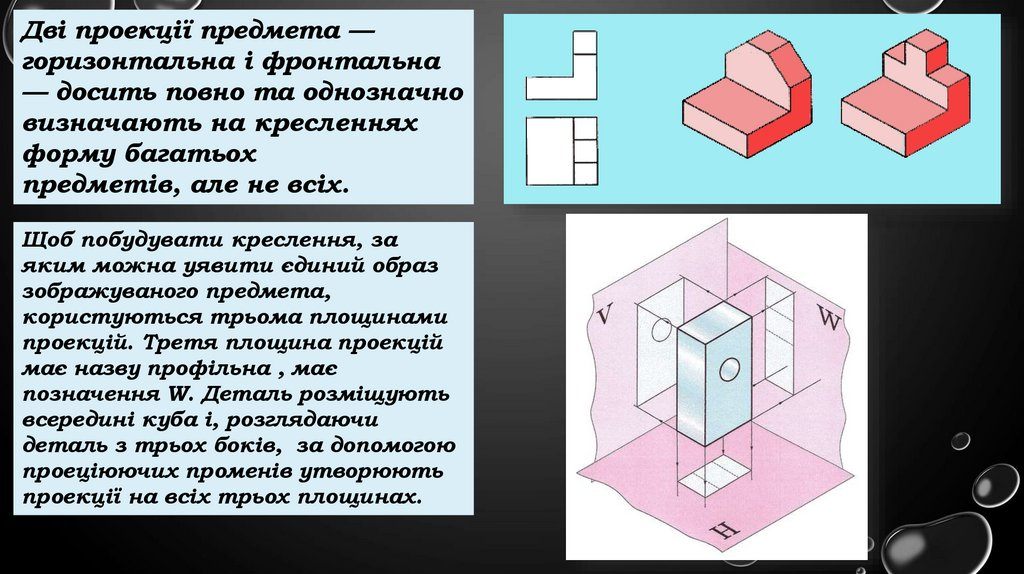 Дві проекції предмета —
горизонтальна і фронтальна
— досить повно та однозначно
визначають на кресленнях
форму багатьох
предметів, але не всіх.
Щоб побудувати креслення, за
яким можна уявити єдиний образ
зображуваного предмета,
користуються трьома площинами
проекцій. Третя площина проекцій
має назву профільна , має
позначення W. Деталь розміщують
всередині куба і, розглядаючи
деталь з трьох боків,  за допомогою
проеціюючих променів утворюють
проекції на всіх трьох площинах.
V
W
H